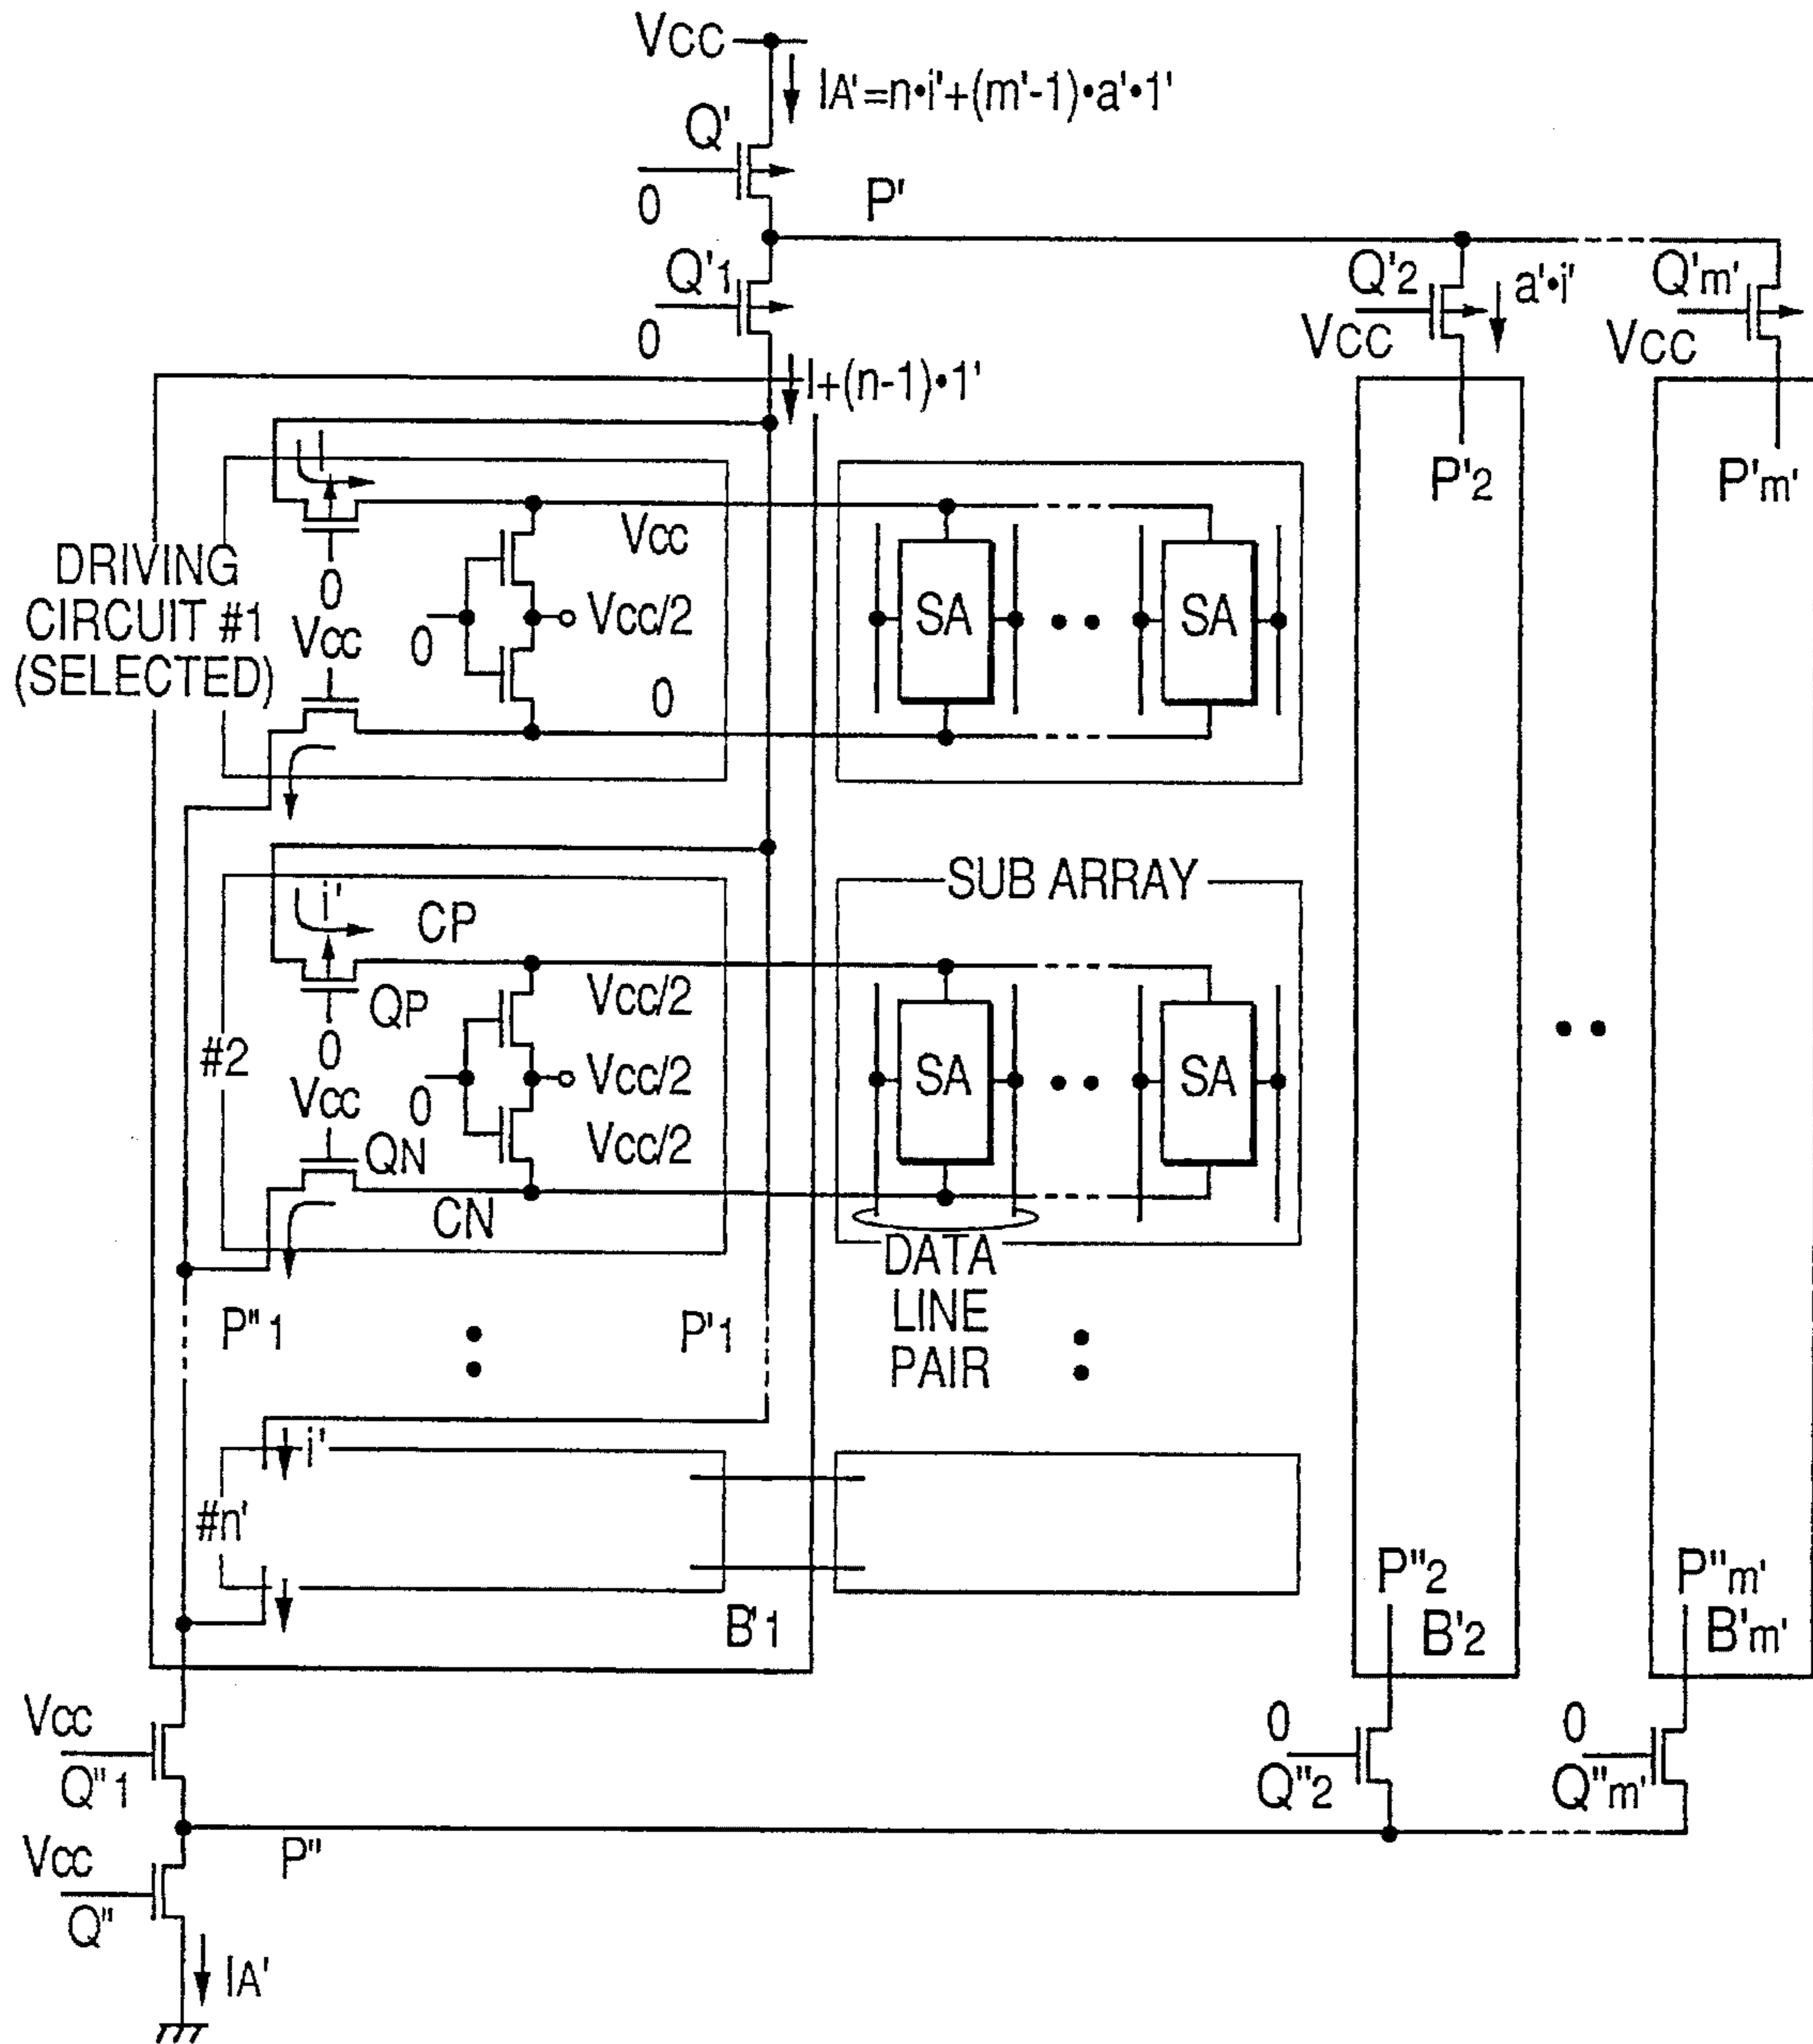 VCC
IA'=n•i'+(m'-1)•a'•1'
Q'
0
P'
Q'1
0
Q'2
a'•i'
VCC
Q'm'
VCC
I+(n-1)•1'
P'2
P'm'
I
DRIVING
CIRCUIT #1
(SELECTED)
0
VCC
0
VCC
VCC/2
0
SA
SA
SUB ARRAY
i'
CP
QP
#2
0
VCC
0
VCC/2
VCC/2
VCC/2
QN
CN
SA
SA
DATA
LINE
PAIR
P"1
P'1
i'
#n'
B'1
P"2
B'2
P"m'
B'm'
VCC
Q"1
0
Q"2
0
Q"m'
VCC
P"
Q"
IA'